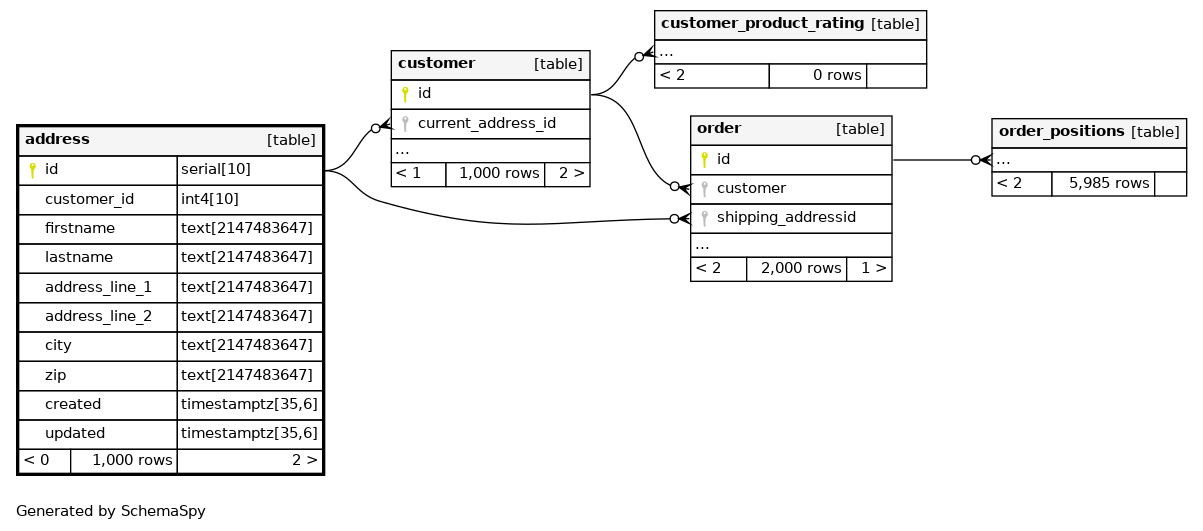 customer_product_rating [table]
...
< 2 0 rows
customer [table]
id
current_address_id
...
< 1 1,000 rows 2 >
address [table]
id serial[10]
customer_id int4[10]
firstname text[2147483647]
lastname text[2147483647]
address_line_1 text[2147483647]
address_line_2 text[2147483647]
city text[2147483647]
zip text[2147483647]
created timestamptz[35,6]
updated timestamptz[35,6]
< 0 1,000 rows 2 >
order [table]
id
customer
shipping_addressid
...
< 2 2,000 rows 1 >
order_positions [table]
...
< 2 5,985 rows
Generated by SchemaSpy